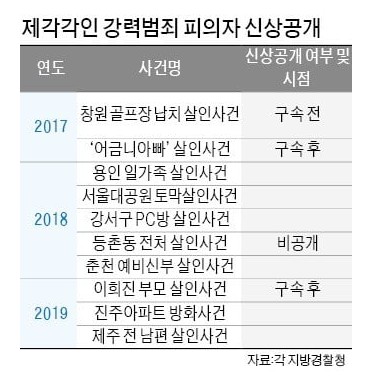 제각각인 강력범죄 피의자 신상공개
연도 사건명 신상공개 여부 및
시점
2017 창원골프장 납치 살인사건 구속 전
'어금니아빠' 살인사건 구속 후
2018 용인 일가족 살인사건
서울대공원 토막살인사건
강서구 PC방 살인사건
등촌동 전처 살인사건 비공개
춘천 예비신부 살인사건
2019 이희진 부모 살인사건 구속 후
진주아파트 방화사건
제주 전 남편 살인사건
자료:각 지방경찰청